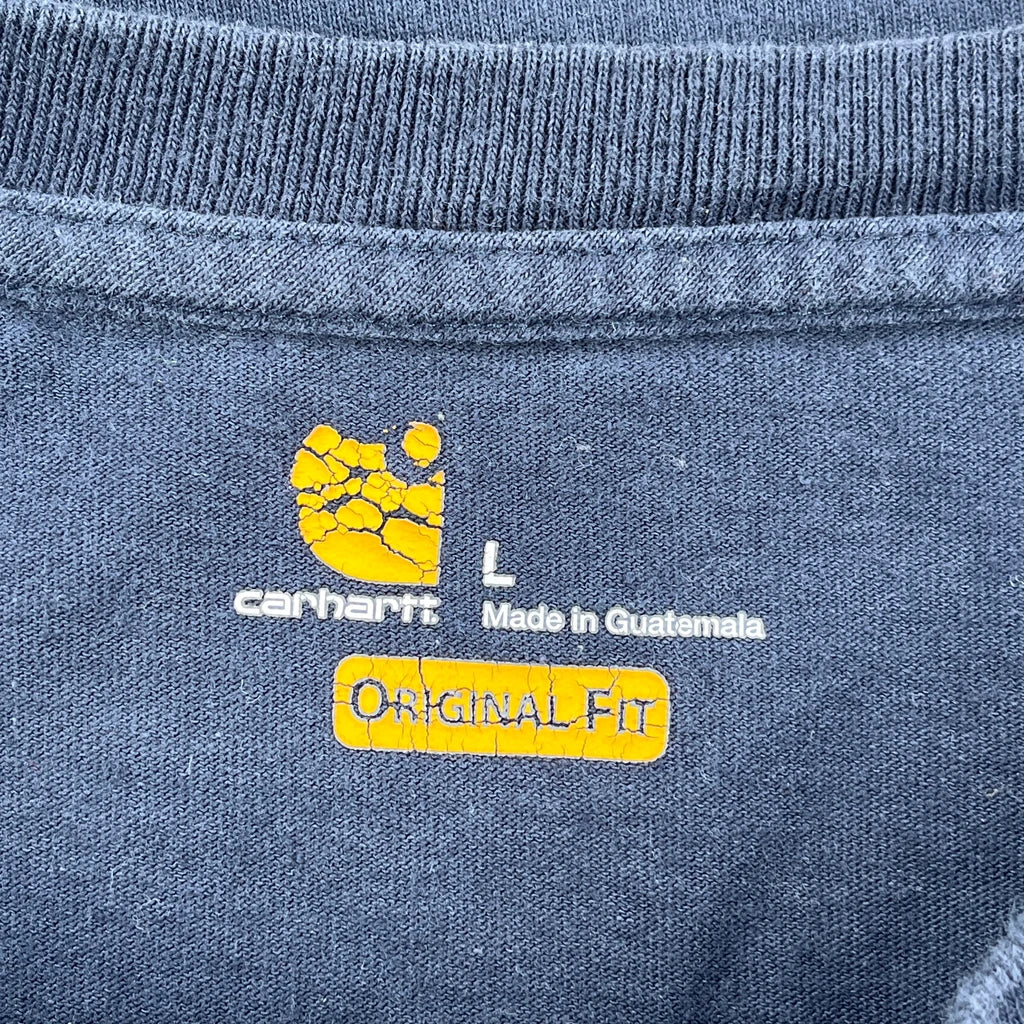 L
carhartt
Made in Guatemala
ORIGINAL FIT